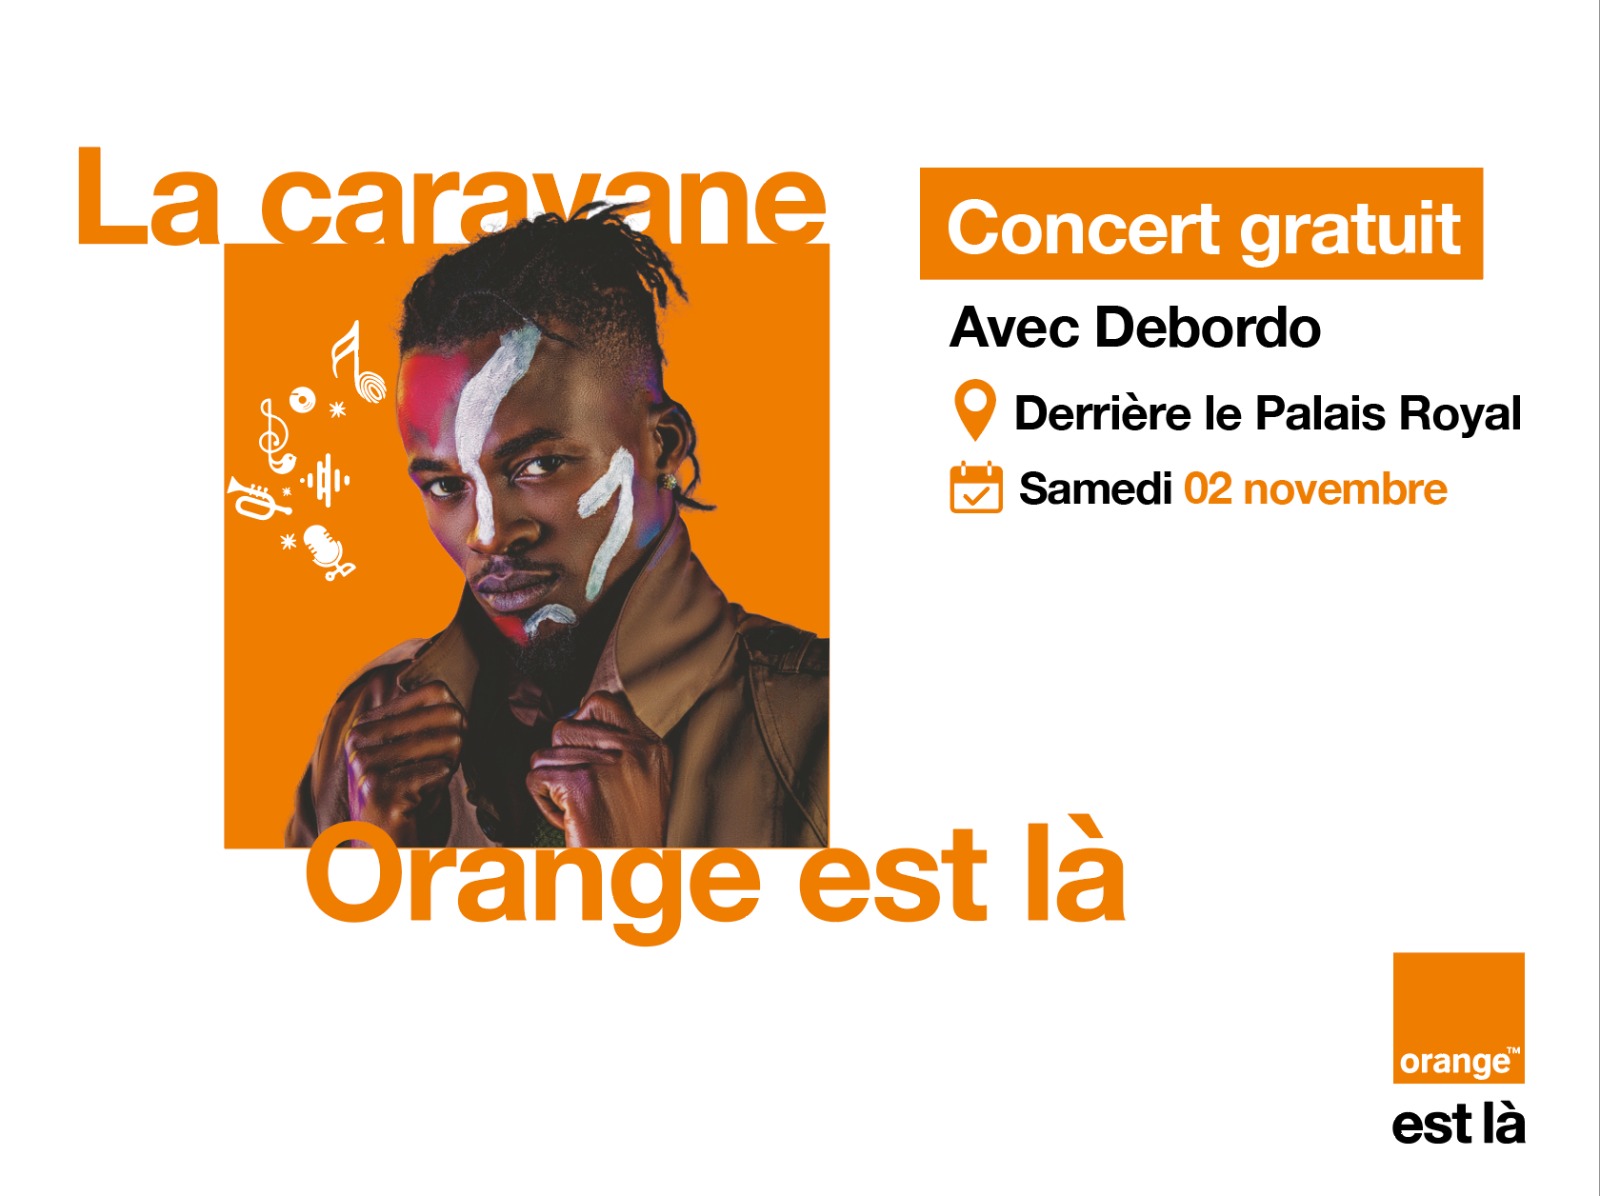 La caravane
Concert gratuit
Avec Debordo
Derrière le Palais Royal
Samedi 02 novembre
Orange est là
orange™
est là